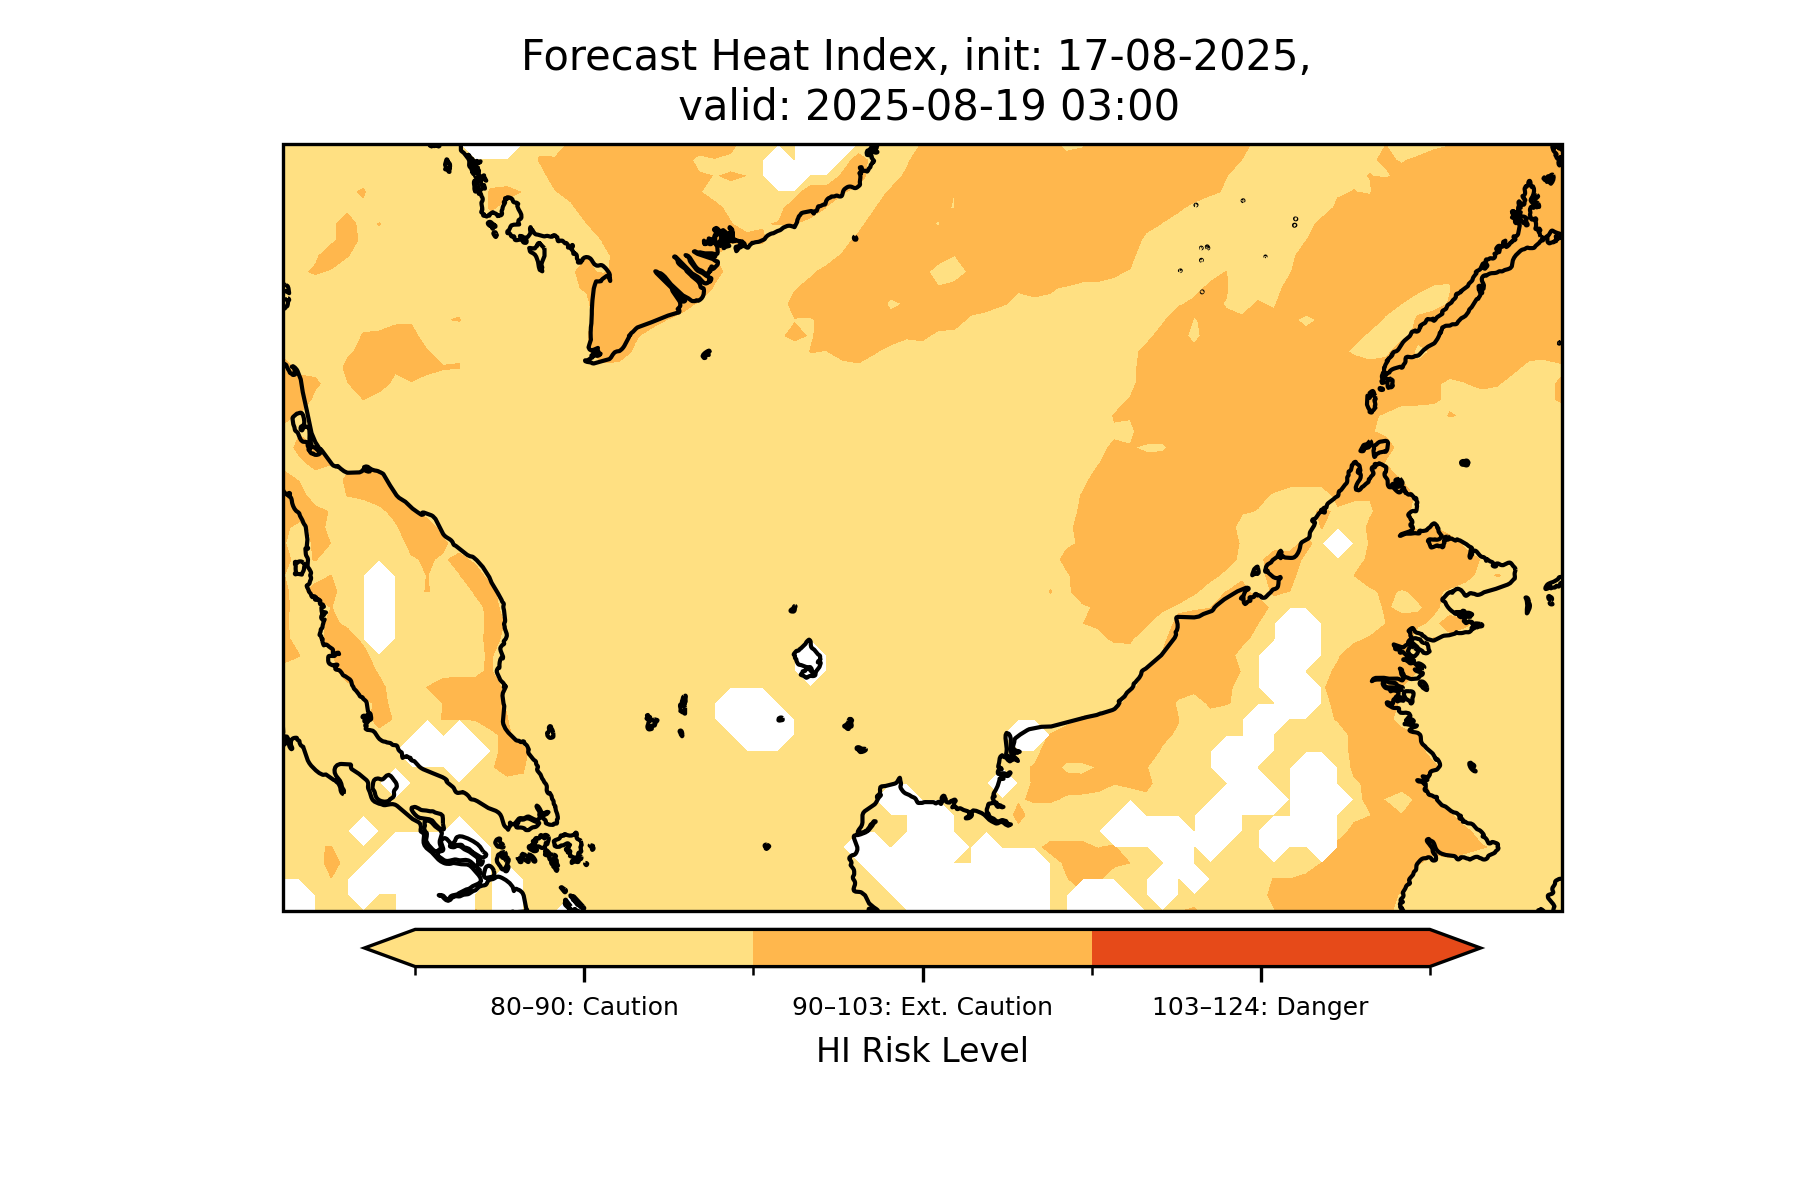 Forecast Heat Index, init: 17-08-2025,
valid: 2025-08-19 03:00
80–90: Caution
90–103: Ext. Caution
103–124: Danger
HI Risk Level